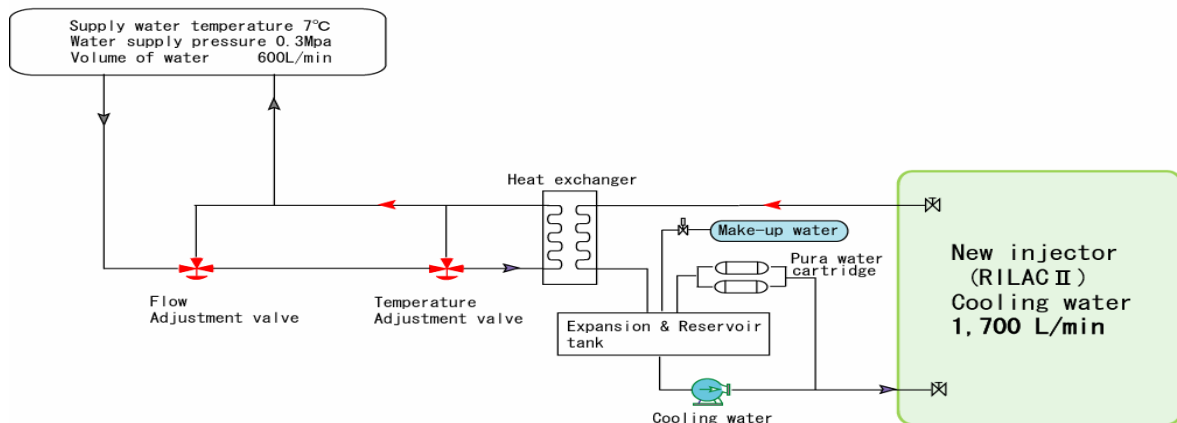 Supply water temperature 7℃
Water supply pressure 0.3Mpa
Volume of water 600L/min
Heat exchanger
Make-up water
Pura water
cartridge
New injector
(RILACⅡ)
Cooling water
1,700 L/min
Flow
Adjustment valve
Temperature
Adjustment valve
Expansion & Reservoir
tank
Cooling water